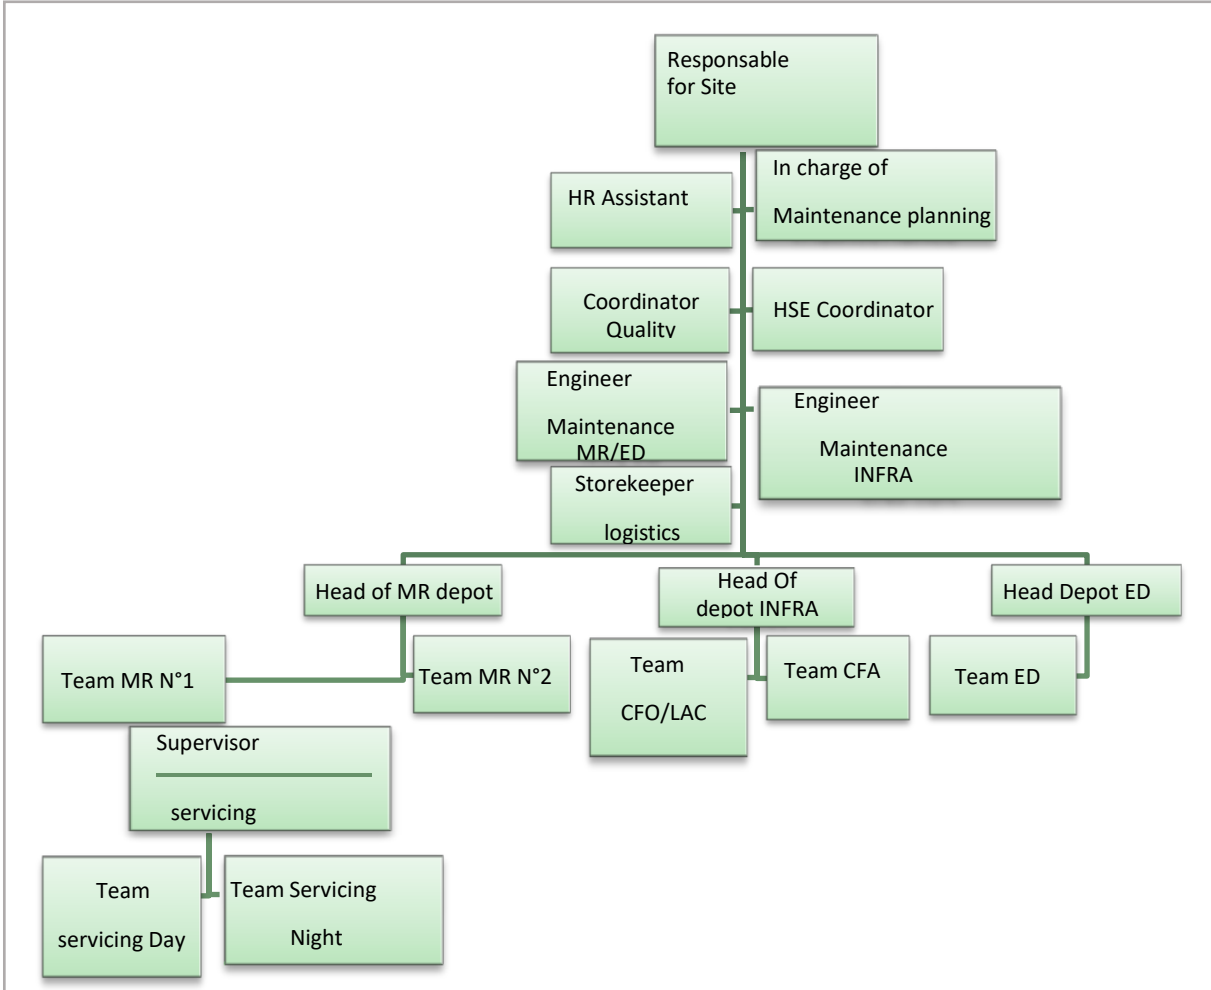 Responsable
for Site
In charge of
Maintenance planning
HR Assistant
Coordinator
Quality
HSE Coordinator
Engineer
Maintenance
MR/ED
Engineer
Maintenance
INFRA
Storekeeper
logistics
Head of MR depot
Head Of
depot INFRA
Head Depot ED
Team MR N°1
Team MR N°2
Team
CFO/LAC
Team CFA
Team ED
Supervisor
servicing
Team
servicing Day
Team Servicing
Night